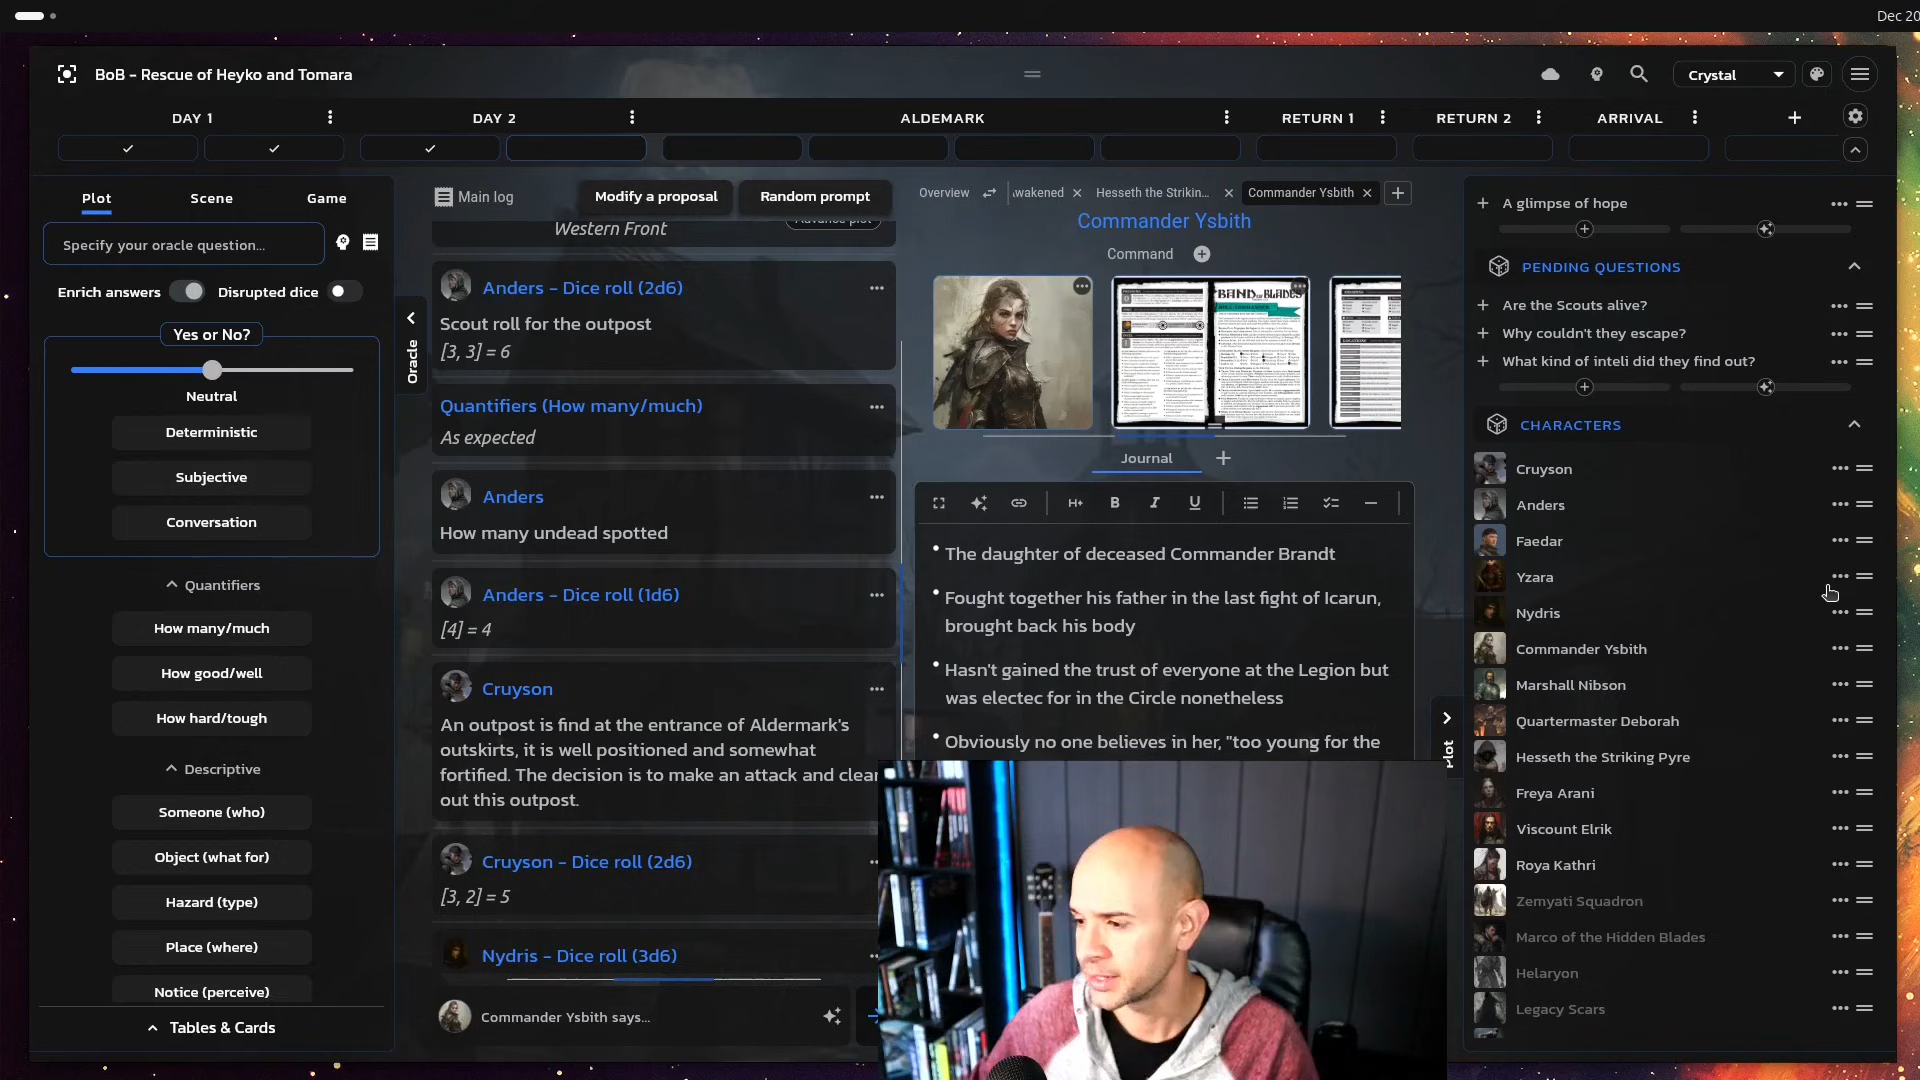 Dec 20
BoB - Rescue of Heyko and Tomara
Crystal
DAY 1
DAY 2
ALDEMARK
RETURN 1
RETURN 2
ARRIVAL
Plot
Scene
Game
Specify your oracle question...
Enrich answers
Disrupted dice
Yes or No?
Neutral
Deterministic
Subjective
Conversation
Quantifiers
How many/much
How good/well
How hard/tough
Descriptive
Someone (who)
Object (what for)
Hazard (type)
Place (where)
Notice (perceive)
Tables & Cards
Oracle
Main log
Modify a proposal
Random prompt
Advance plot
Western Front
Anders - Dice roll (2d6)
Scout roll for the outpost
[3, 3] = 6
Quantifiers (How many/much)
As expected
Anders
How many undead spotted
Anders - Dice roll (1d6)
[4] = 4
Cruyson
An outpost is find at the entrance of Aldermark's
outskirts, it is well positioned and somewhat
fortified. The decision is to make an attack and clear
out this outpost.
Cruyson - Dice roll (2d6)
[3, 2] = 5
Nydris - Dice roll (3d6)
Commander Ysbith says...
Overview
wakened
Hesseth the Strikin...
Commander Ysbith
Commander Ysbith
Command
BAND of BLADES
Journal
H+ B I U
• The daughter of deceased Commander Brandt
• Fought together his father in the last fight of Icarun,
brought back his body
• Hasn't gained the trust of everyone at the Legion but
was electec for in the Circle nonetheless
• Obviously no one believes in her, "too young for the
Plot
A glimpse of hope
PENDING QUESTIONS
Are the Scouts alive?
Why couldn't they escape?
What kind of inteli did they find out?
CHARACTERS
Cruyson
Anders
Faedar
Yzara
Nydris
Commander Ysbith
Marshall Nibson
Quartermaster Deborah
Hesseth the Striking Pyre
Freya Arani
Viscount Elrik
Roya Kathri
Zemyati Squadron
Marco of the Hidden Blades
Helaryon
Legacy Scars